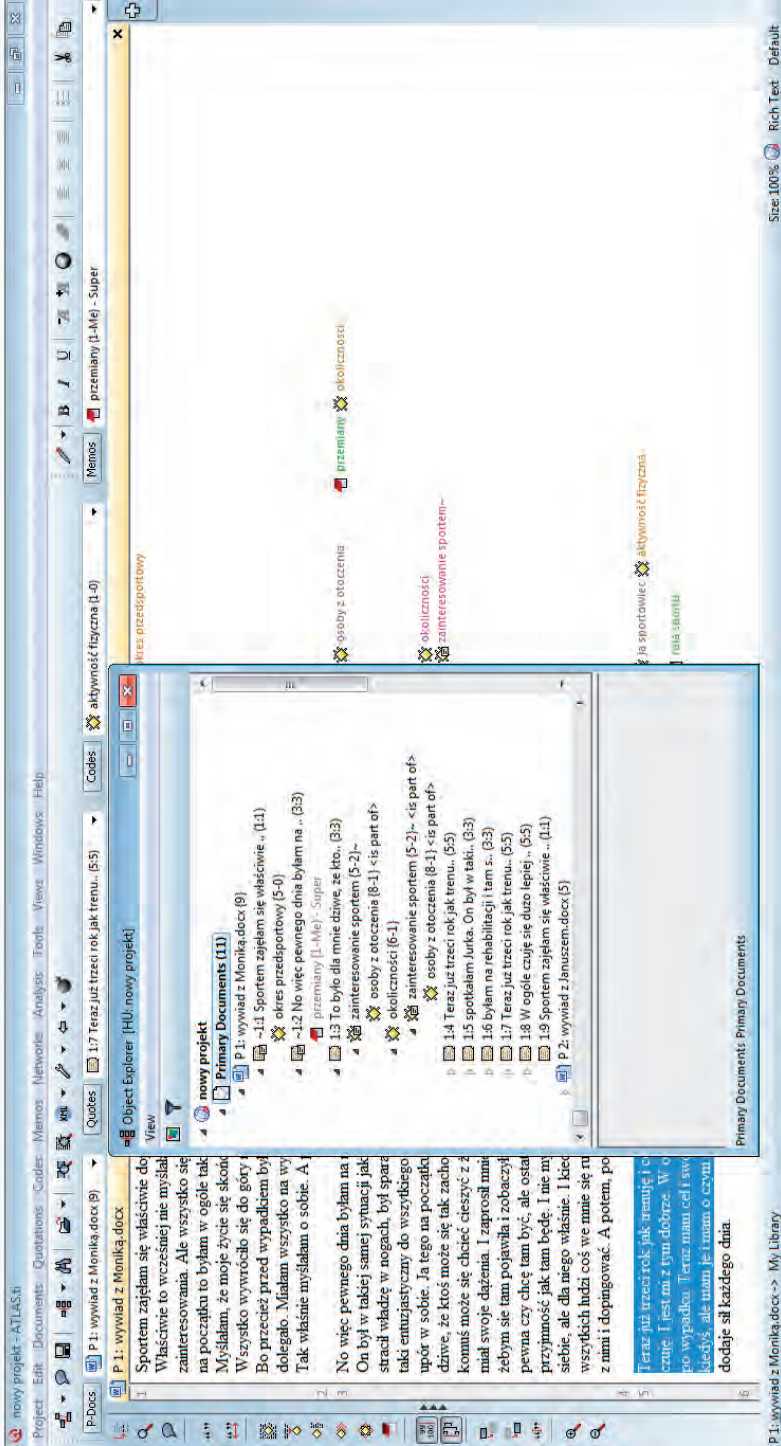 nowy projekt - ATLAS.ti
Project Edit Documents Quotations Codes Memos Networks Analysis Tools Views Windows Help
P-Docs P 1: wywiad z Moniką.docx {9} Quotes 1:7 Teraz już trzeci rok jak trenu.. (5:5) Codes aktywność fizyczna {1-0} Memos przemiany {1-Me} - Super
P 1: wywiad z Moniką.docx
1 Sportem zajęłam się właściwie do
Właściwie to wcześniej nie myślał
zainteresowania. Ale wszystko się
na początku to byłam w ogóle tak
Myślałam, że moje życie się skońc
Wszystko wywróciło się do góry
Bo przecież przed wypadkiem był
dolegało. Miałam wszystko na wy
Tak właśnie myślałam o sobie. A
2
3 No więc pewnego dnia byłam na
On był w takiej samej sytuacji jak
stracił władzę w nogach, był spara
taki entuzjastyczny do wszytkiego
upór w sobie. Ja tego na początku
dziwe, że ktoś może się tak zacho
komuś może się chcieć cieszyć z ż
miał swoje dążenia. I zaprosił mnie
żebym sie tam pojawiła i zobaczył
pewna czy chcę tam być, ale ostat
przyjmność jak tam będę. I nie my
siebie, ale dla niego właśnie. I kied
wszytkich ludzi coś we mnie się ru
z nimi i dopingować. A potem, po
4
5 Teraz już trzeci rok jak trenuję i c
czuję. I jest mi z tym dobrze. W o
po wypadku. Teraz mam cel i swo
kiedyś, ale mam je i mam o czym
dodaje sił każdego dnia.
6
okres przedsportowy
osoby z otoczenia
przemiany okoliczności
okoliczności
zainteresowanie sportem~
ja sportowiec aktywność fizyczna
rola sportu
Object Explorer [HU: nowy projekt]
View
nowy projekt
Primary Documents (11)
P 1: wywiad z Moniką.docx {9}
~1:1 Sportem zajęłam się właściwie .. (1:1)
okres przedsportowy {5-0}
~1:2 No więc pewnego dnia byłam na .. (3:3)
przemiany {1-Me} - Super
1:3 To było dla mnie dziwe, ze kto.. (3:3)
zainteresowanie sportem {5-2}~
osoby z otoczenia {8-1} <is part of>
okoliczności {6-1}
zainteresowanie sportem {5-2}~ <is part of>
osoby z otoczenia {8-1} <is part of>
1:4 Teraz już trzeci rok jak trenu.. (5:5)
1:5 spotkałam Jurka. On był w taki.. (3:3)
1:6 byłam na rehabilitacji i tam s.. (3:3)
1:7 Teraz już trzeci rok jak trenu.. (5:5)
1:8 W ogóle czuję się dużo lepiej .. (5:5)
1:9 Sportem zajęłam się właściwie .. (1:1)
P 2: wywiad z Januszem.docx {5}
Primary Documents Primary Documents
P 1: wywiad z Monika.docx -> My Library Size: 100% Rich Text Default